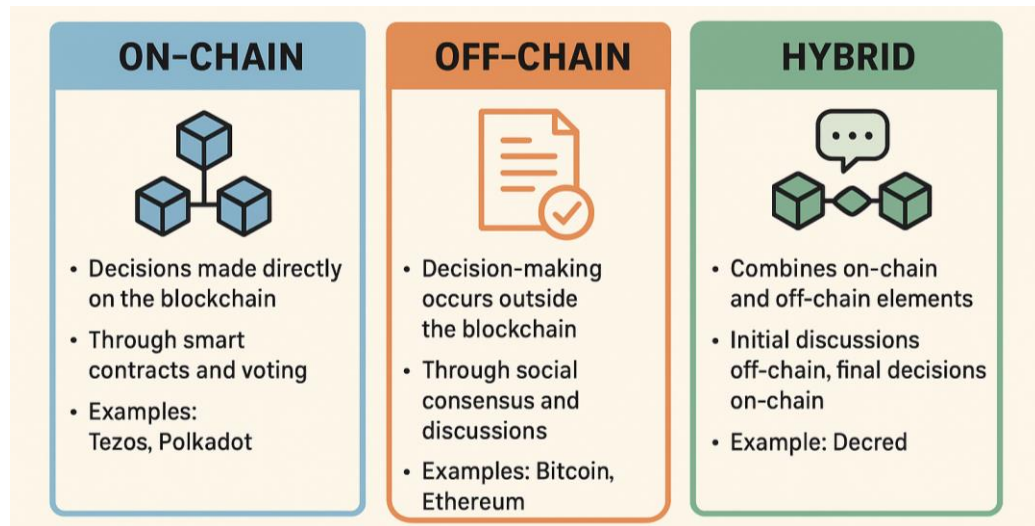 ON-CHAIN
• Decisions made directly
on the blockchain
• Through smart
contracts and voting
• Examples:
Tezos, Polkadot
OFF-CHAIN
• Decision-making
occurs outside
the blockchain
• Through social
consensus and
discussions
• Examples: Bitcoin,
Ethereum
HYBRID
• Combines on-chain
and off-chain elements
• Initial discussions
off-chain, final decisions
on-chain
• Example: Decred